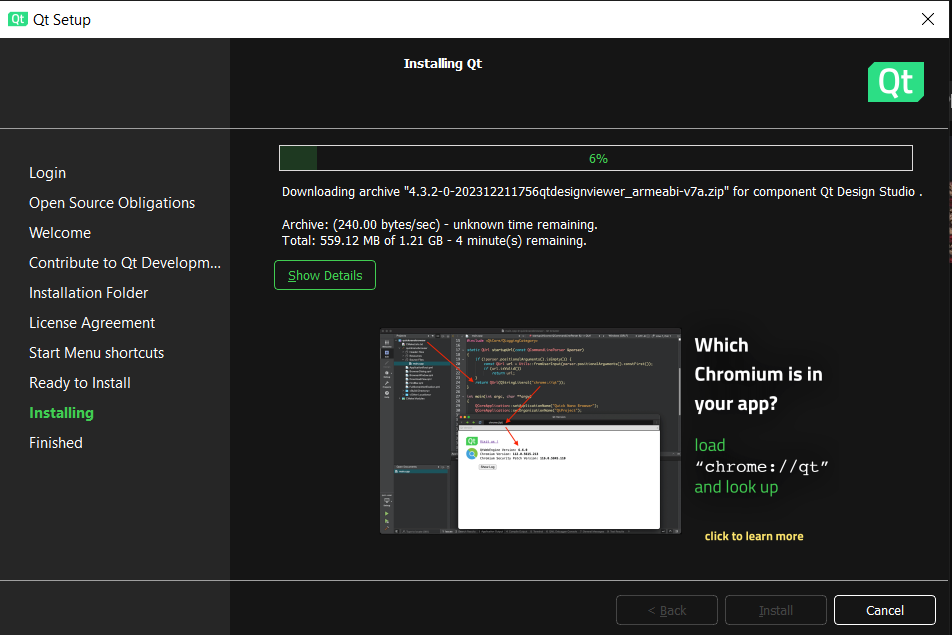 Qt Qt Setup
Installing Qt
Qt
6%
Login
Open Source Obligations
Welcome
Contribute to Qt Developm...
Installation Folder
License Agreement
Start Menu shortcuts
Ready to Install
Installing
Finished
Downloading archive "4.3.2-0-202312211756qtdesignviewer_armeabi-v7a.zip" for component Qt Design Studio .
Archive: (240.00 bytes/sec) - unknown time remaining.
Total: 559.12 MB of 1.21 GB - 4 minute(s) remaining.
Show Details
Which
Chromium is in
your app?
load
“chrome://qt”
and look up
click to learn more
< Back
Install
Cancel